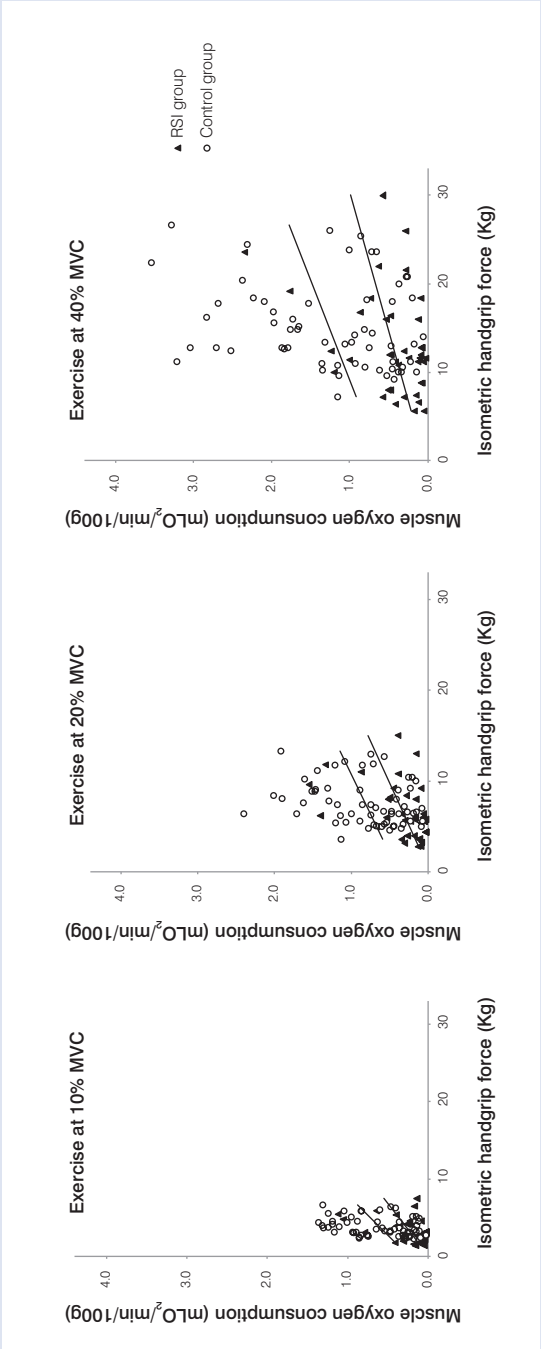 Exercise at 10% MVC
Muscle oxygen consumption (mLO₂/min/100g)
4.0
3.0
2.0
1.0
0.0
0 10 20 30
Isometric handgrip force (Kg)
Exercise at 20% MVC
Muscle oxygen consumption (mLO₂/min/100g)
4.0
3.0
2.0
1.0
0.0
0 10 20 30
Isometric handgrip force (Kg)
Exercise at 40% MVC
Muscle oxygen consumption (mLO₂/min/100g)
4.0
3.0
2.0
1.0
0.0
0 10 20 30
Isometric handgrip force (Kg)
RSI group
Control group